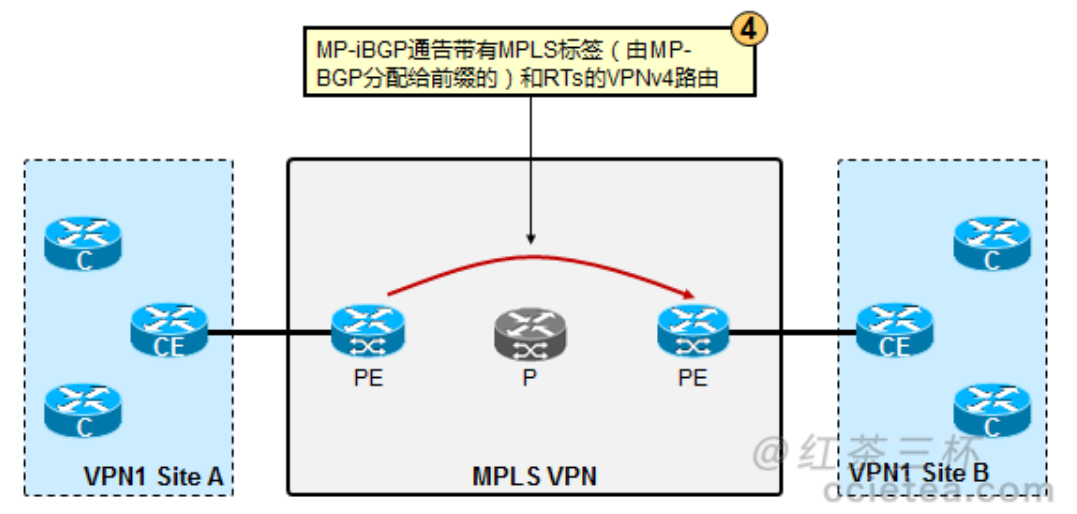 4
MP-iBGP通告带有MPLS标签（由MP-
BGP分配给前缀的）和RTs的VPNv4路由
C
C
CE
CE
PE
P
PE
C
C
@红茶三杯
VPN1 Site A
MPLS VPN
VPN1 Site B
ccietea.com